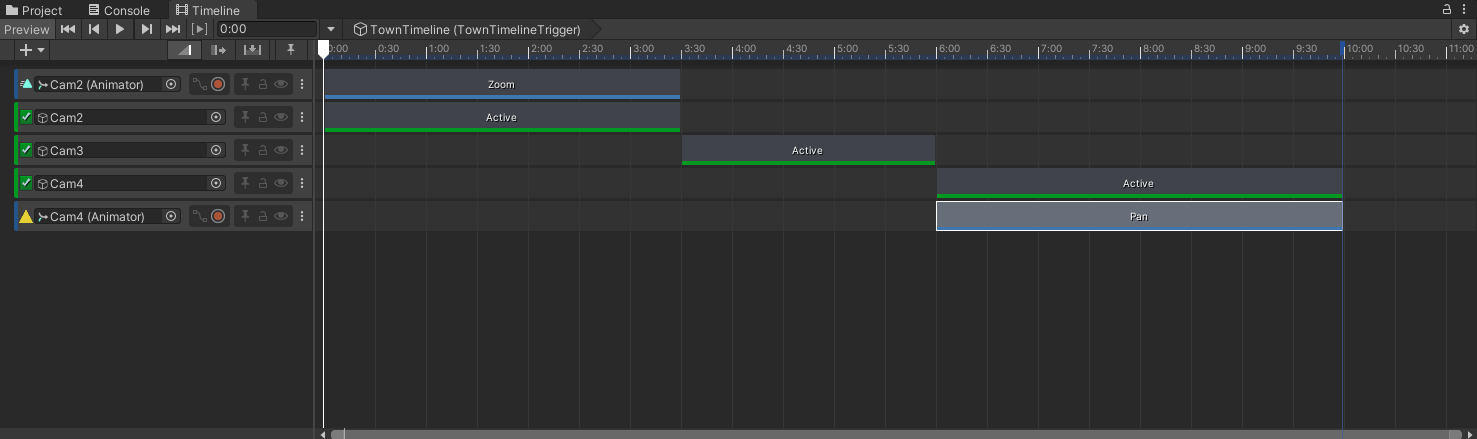 Project Console Timeline
Preview 0:00 TownTimeline (TownTimelineTrigger)
0:00 0:30 1:00 1:30 2:00 2:30 3:00 3:30 4:00 4:30 5:00 5:30 6:00 6:30 7:00 7:30 8:00 8:30 9:00 9:30 10:00 10:30 11:00
Cam2 (Animator) Zoom
Cam2 Active
Cam3 Active
Cam4 Active
Cam4 (Animator) Pan